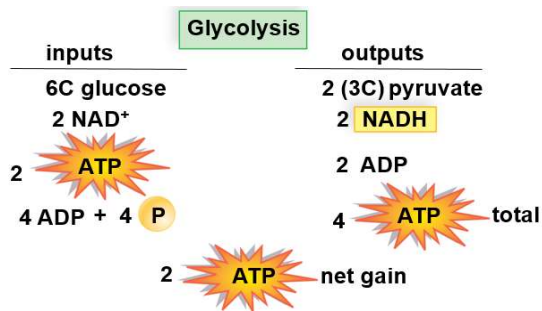 Glycolysis
inputs
outputs
6C glucose
2 (3C) pyruvate
2 NAD⁺
2 NADH
2 ATP
2 ADP
4 ADP + 4 P
4 ATP total
2 ATP net gain